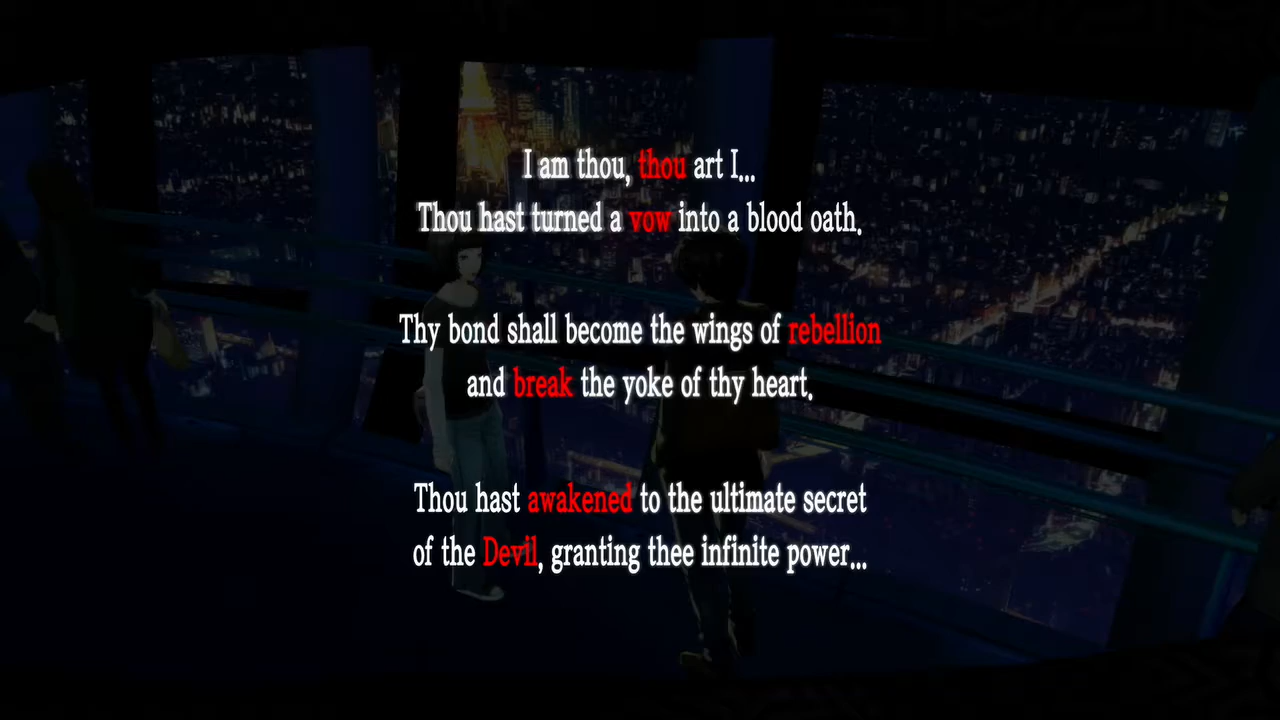 I am thou, thou art I...
Thou hast turned a vow into a blood oath.
Thy bond shall become the wings of rebellion
and break the yoke of thy heart.
Thou hast awakened to the ultimate secret
of the Devil, granting thee infinite power...